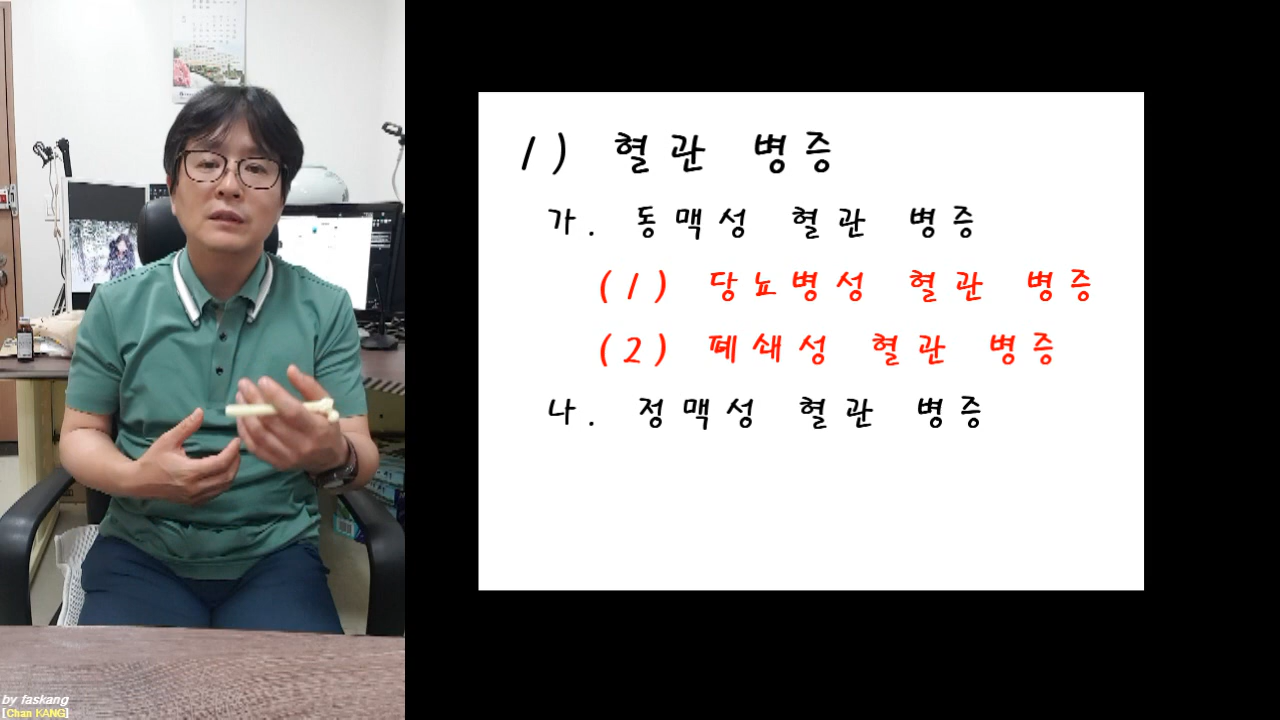 1) 혈관 병증
가. 동맥성 혈관 병증
(1) 당뇨병성 혈관 병증
(2) 폐쇄성 혈관 병증
나. 정맥성 혈관 병증
by faskang
[Chan KANG]